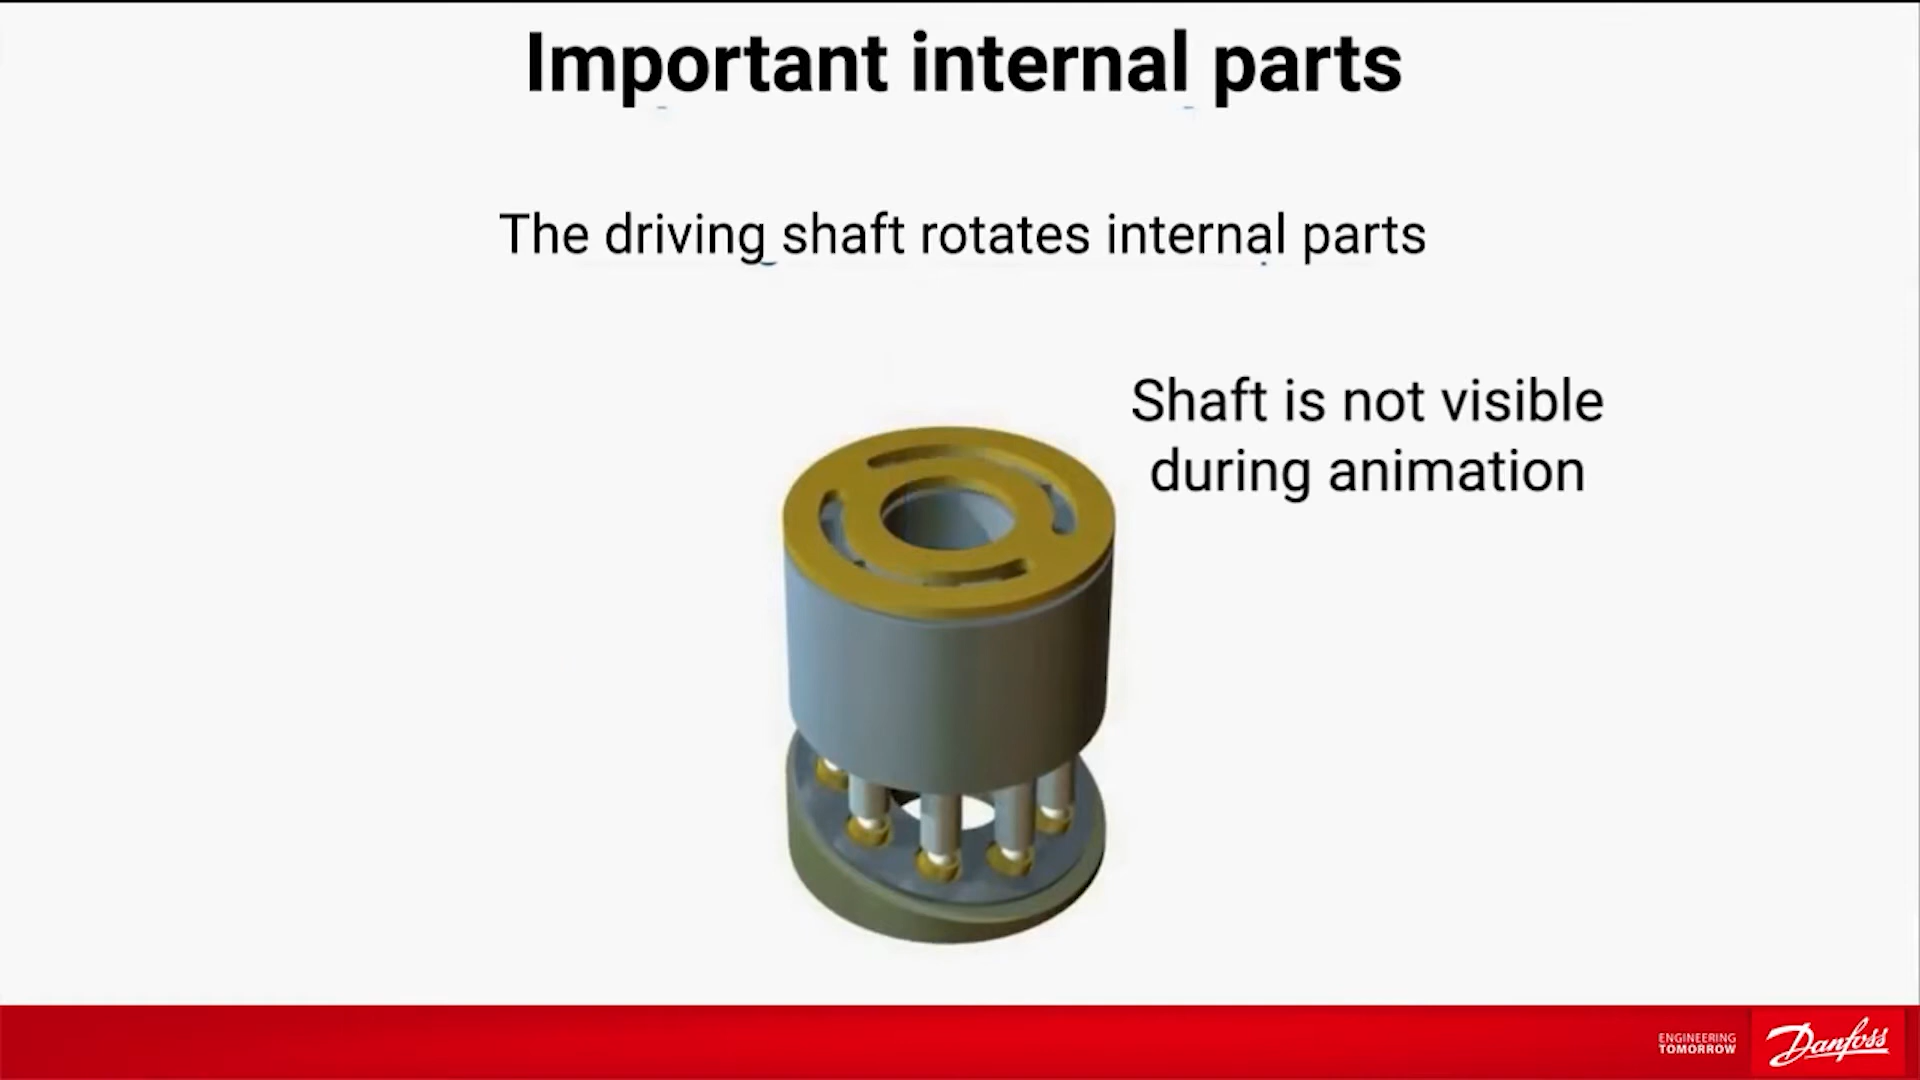 Important internal parts
The driving shaft rotates internal parts
Shaft is not visible
during animation
ENGINEERING
TOMORROW
Danfoss